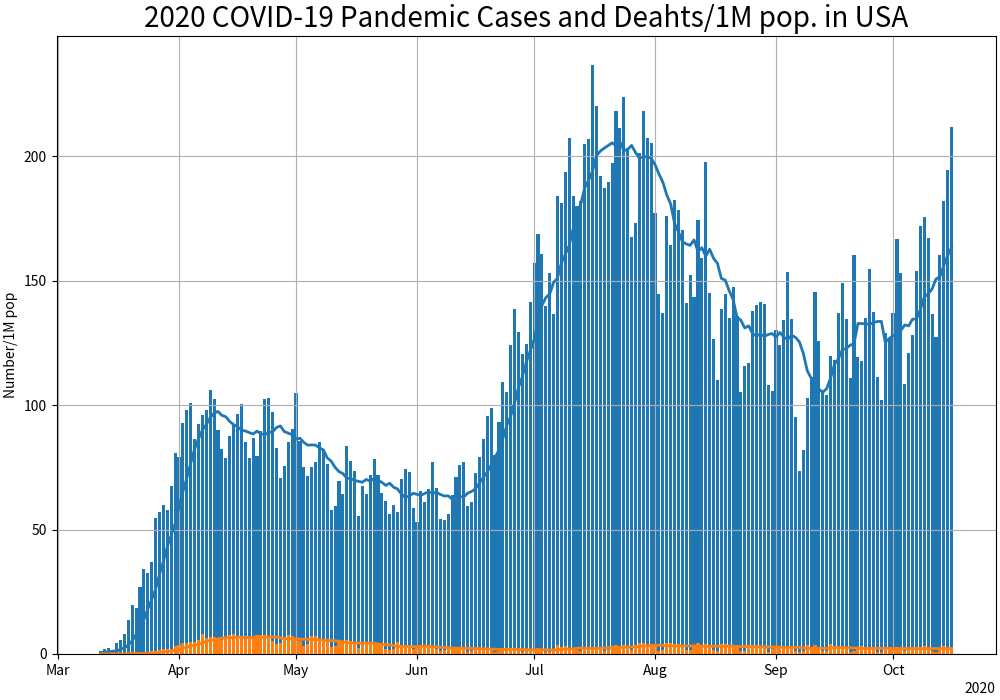 2020 COVID-19 Pandemic Cases and Deahts/1M pop. in USA
Number/1M pop
200
150
100
50
0
Mar Apr May Jun Jul Aug Sep Oct
2020